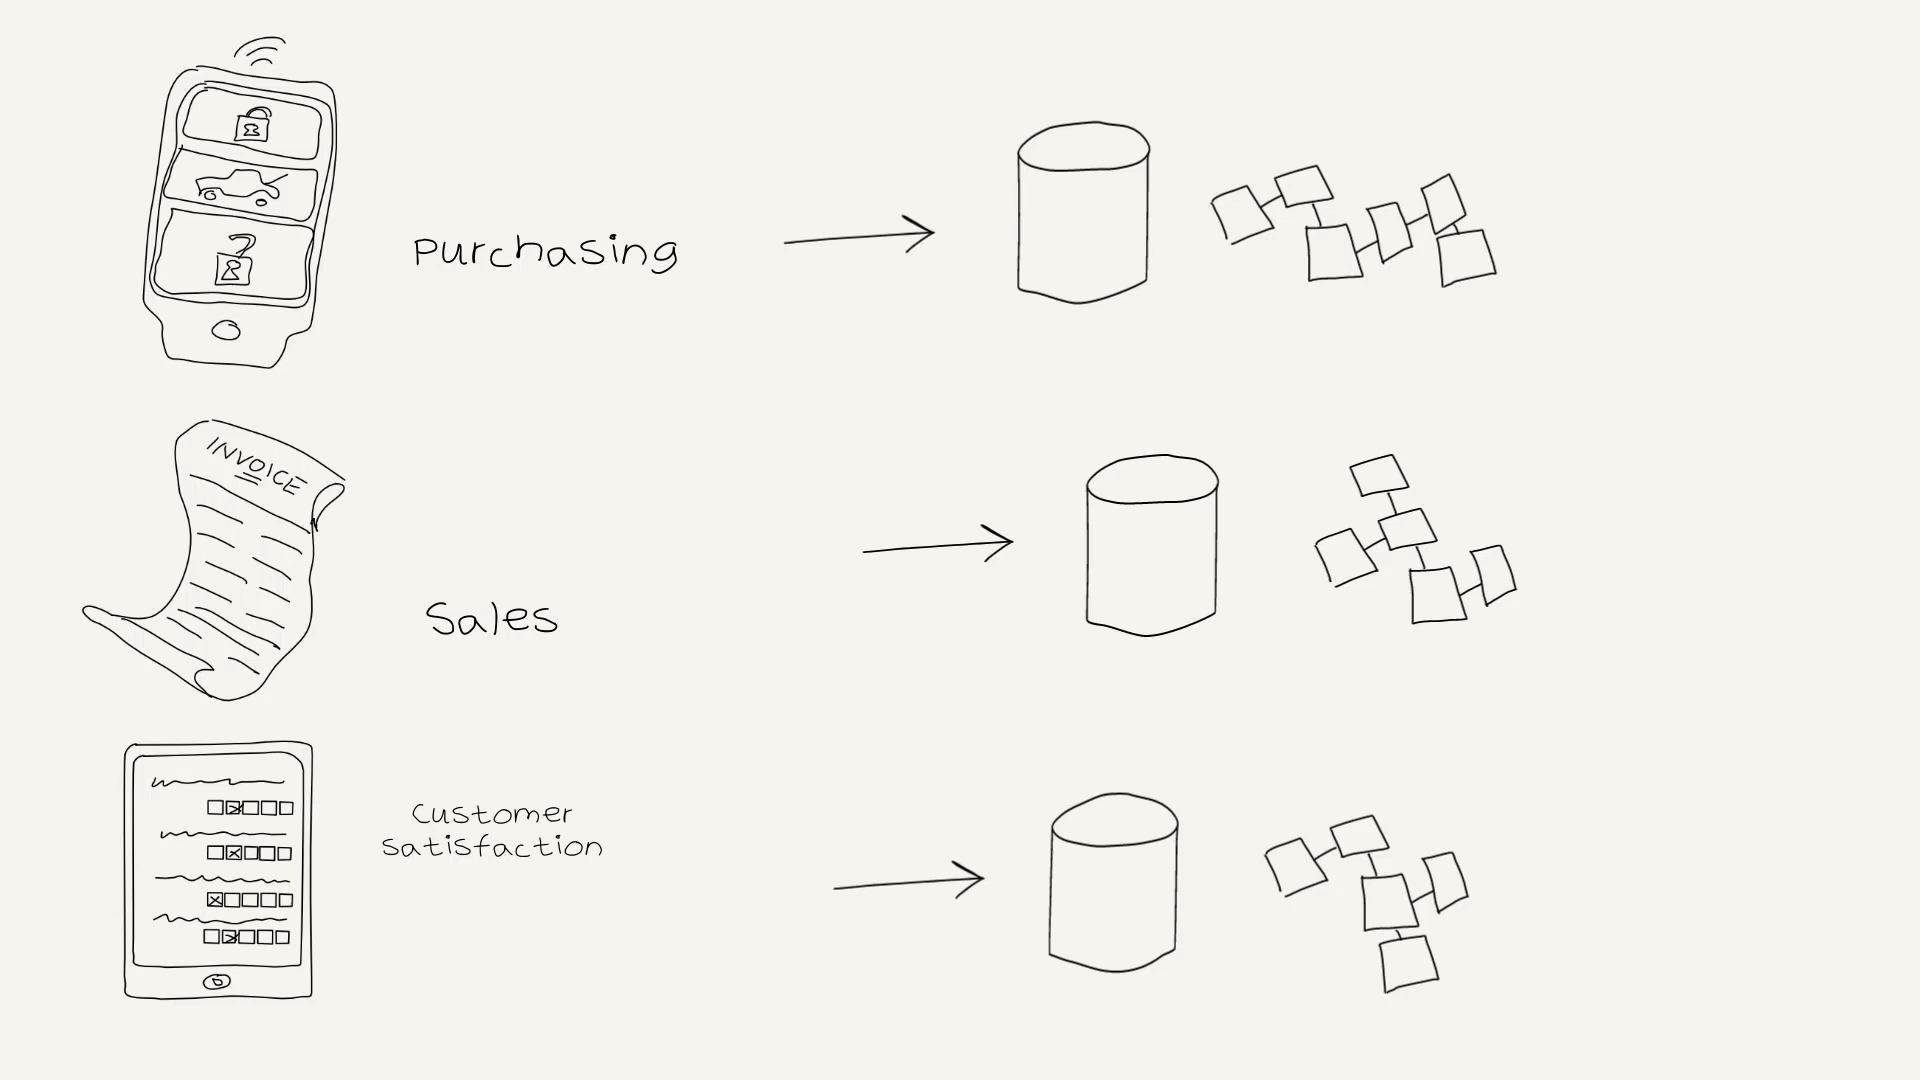 Purchasing
INVOICE
Sales
Customer
satisfaction